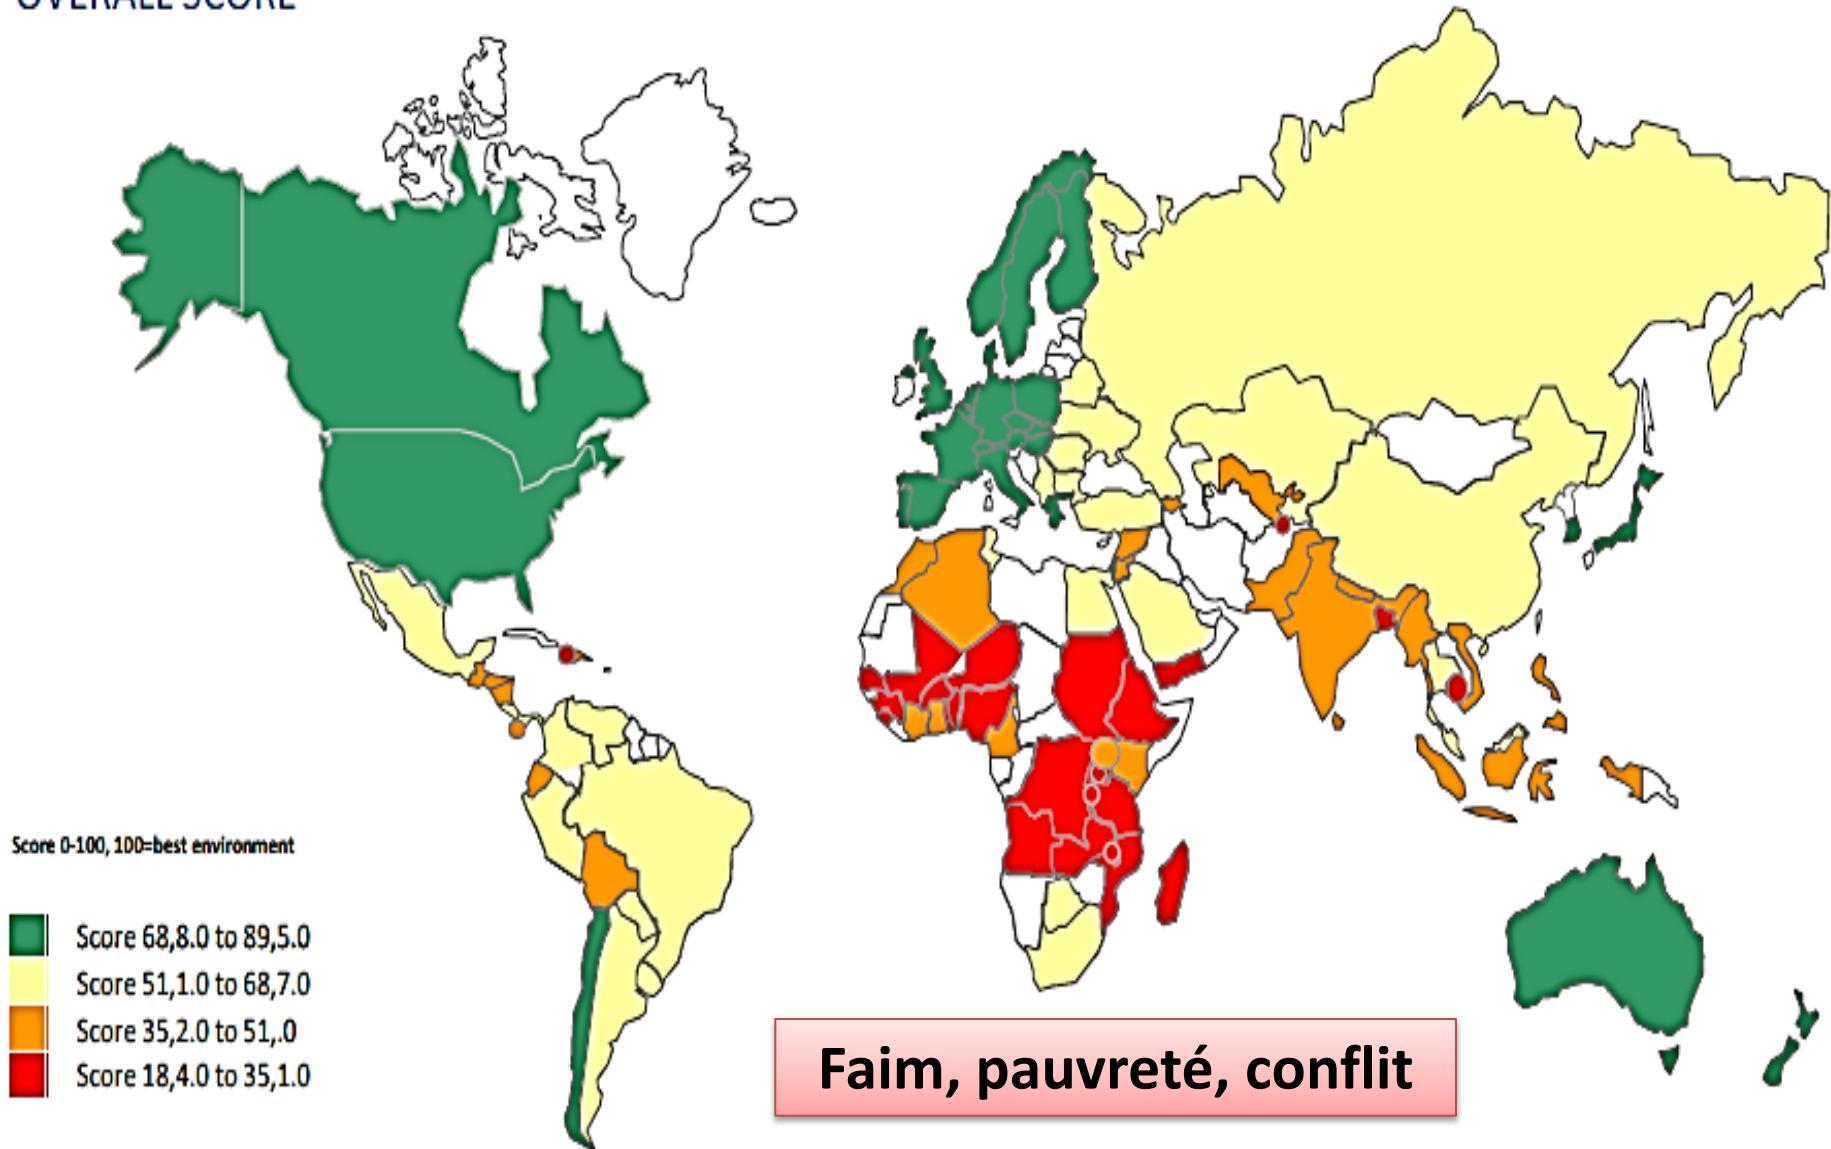 OVERALL SCORE
Score 0-100, 100=best environment
Score 68,8.0 to 89,5.0
Score 51,1.0 to 68,7.0
Score 35,2.0 to 51,.0
Score 18,4.0 to 35,1.0
Faim, pauvreté, conflit